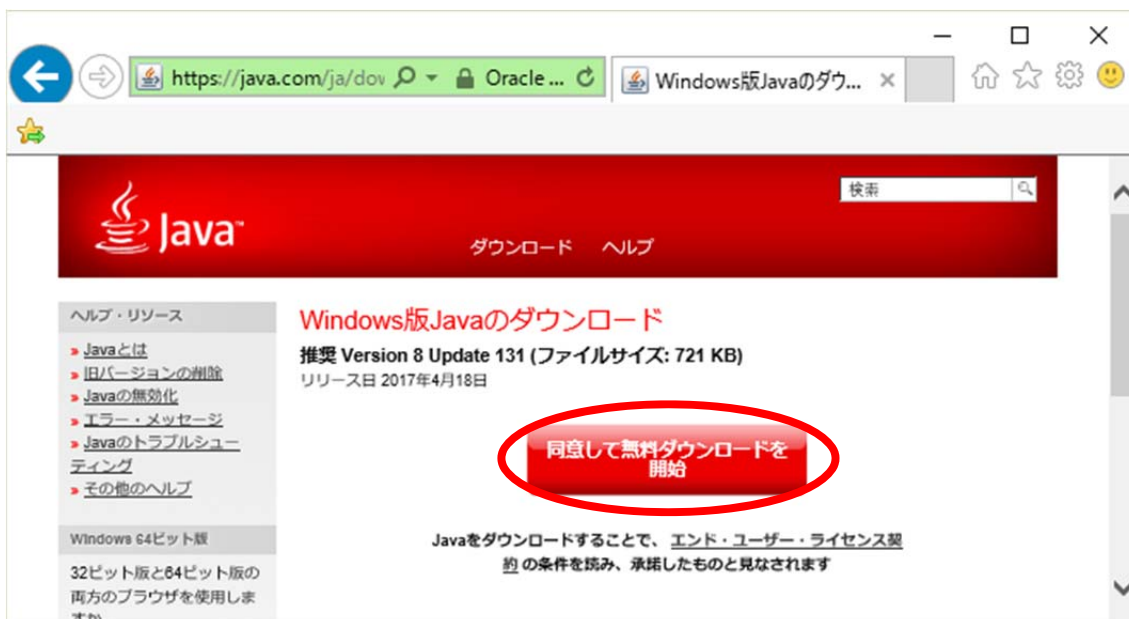 https://java.com/ja/dov
Oracle ...
Windows版Javaのダウ...
Java™
検索
ダウンロード ヘルプ
ヘルプ・リソース
» Javaとは
» 旧バージョンの削除
» Javaの無効化
» エラー・メッセージ
» Javaのトラブルシュー
ティング
» その他のヘルプ
Windows 64ビット版
32ビット版と64ビット版の
両方のブラウザを使用しま
すか
Windows版Javaのダウンロード
推奨 Version 8 Update 131 (ファイルサイズ: 721 KB)
リリース日 2017年4月18日
同意して無料ダウンロードを
開始
Javaをダウンロードすることで、 エンド・ユーザー・ライセンス契
約 の条件を読み、承諾したものと見なされます